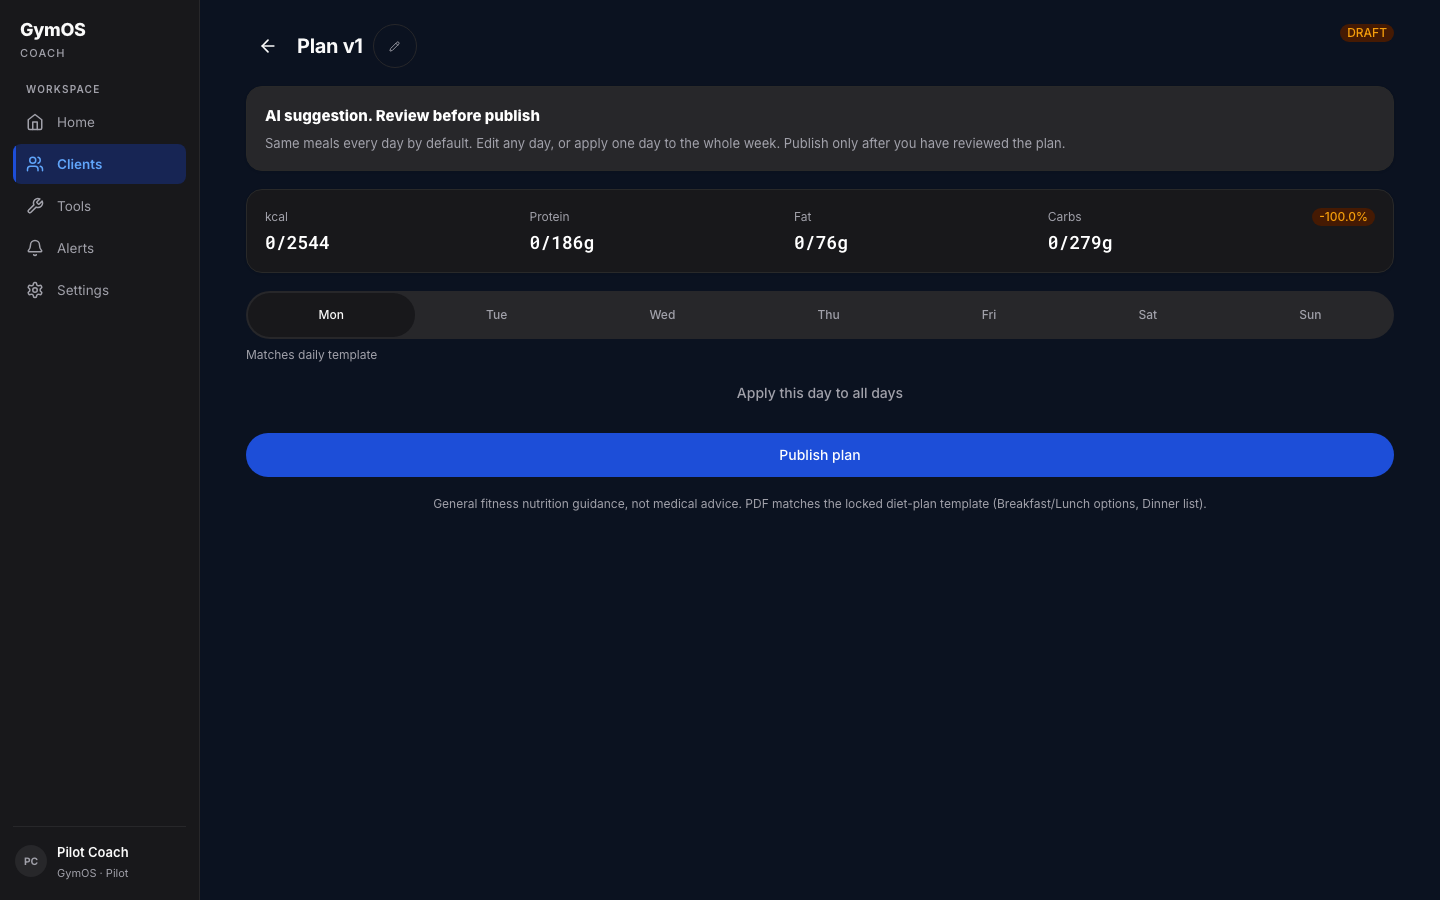 GymOS
COACH
WORKSPACE
Home
Clients
Tools
Alerts
Settings
PC
Pilot Coach
GymOS · Pilot
Plan v1
DRAFT
AI suggestion. Review before publish
Same meals every day by default. Edit any day, or apply one day to the whole week. Publish only after you have reviewed the plan.
kcal Protein Fat Carbs -100.0%
0/2544 0/186g 0/76g 0/279g
Mon Tue Wed Thu Fri Sat Sun
Matches daily template
Apply this day to all days
Publish plan
General fitness nutrition guidance, not medical advice. PDF matches the locked diet-plan template (Breakfast/Lunch options, Dinner list).